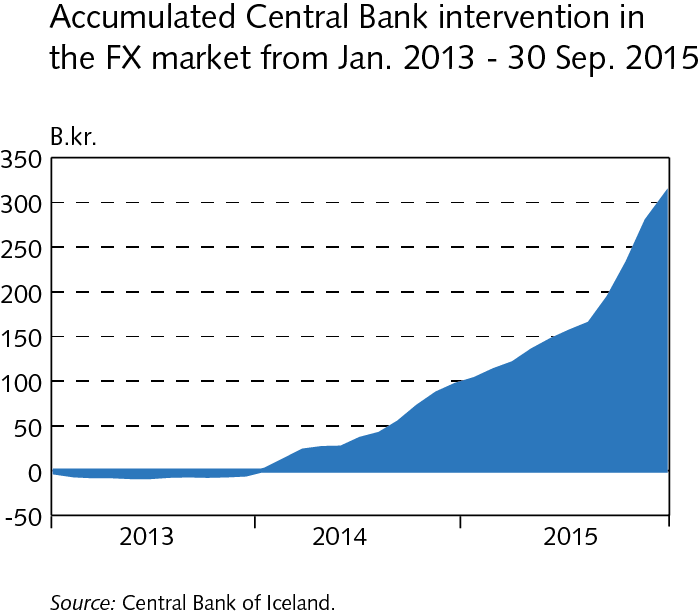 Accumulated Central Bank intervention in
the FX market from Jan. 2013 - 30 Sep. 2015
B.kr.
350
300
250
200
150
100
50
0
-50
2013 2014 2015
Source: Central Bank of Iceland.